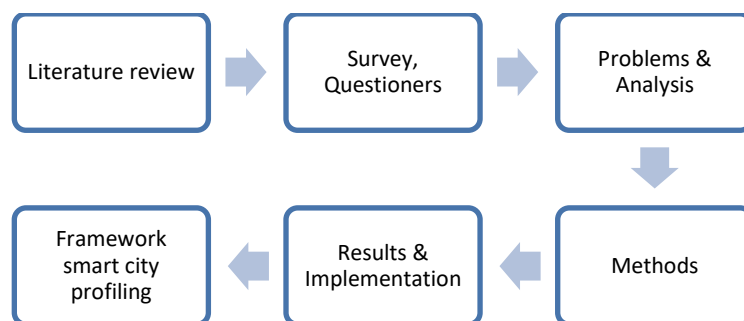 Literature review
Survey,
Questioners
Problems &
Analysis
Methods
Results &
Implementation
Framework
smart city
profiling